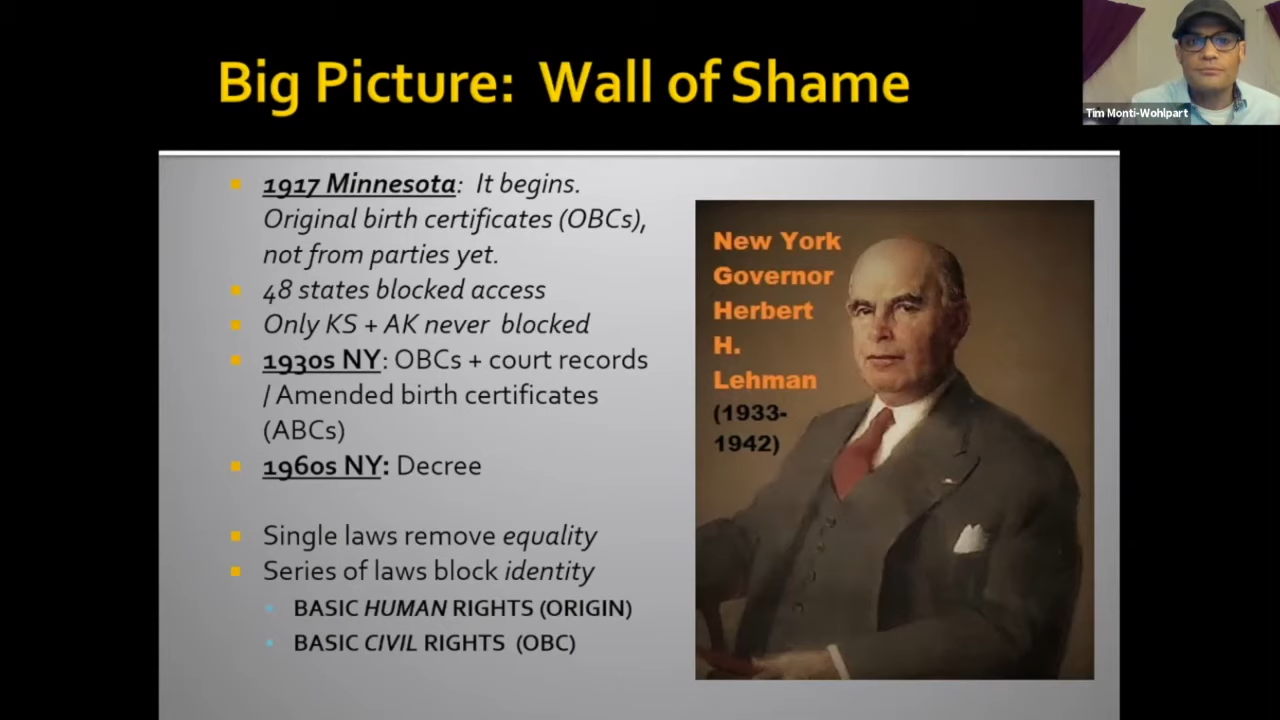 Big Picture:  Wall of Shame
Tim Monti-Wohlpart
1917 Minnesota:  It begins.
Original birth certificates (OBCs),
not from parties yet.
48 states blocked access
Only KS + AK never  blocked
1930s NY: OBCs + court records
/ Amended birth certificates
(ABCs)
1960s NY: Decree
Single laws remove equality
Series of laws block identity
BASIC HUMAN RIGHTS (ORIGIN)
BASIC CIVIL RIGHTS  (OBC)
New York
Governor
Herbert
H.
Lehman
(1933-
1942)